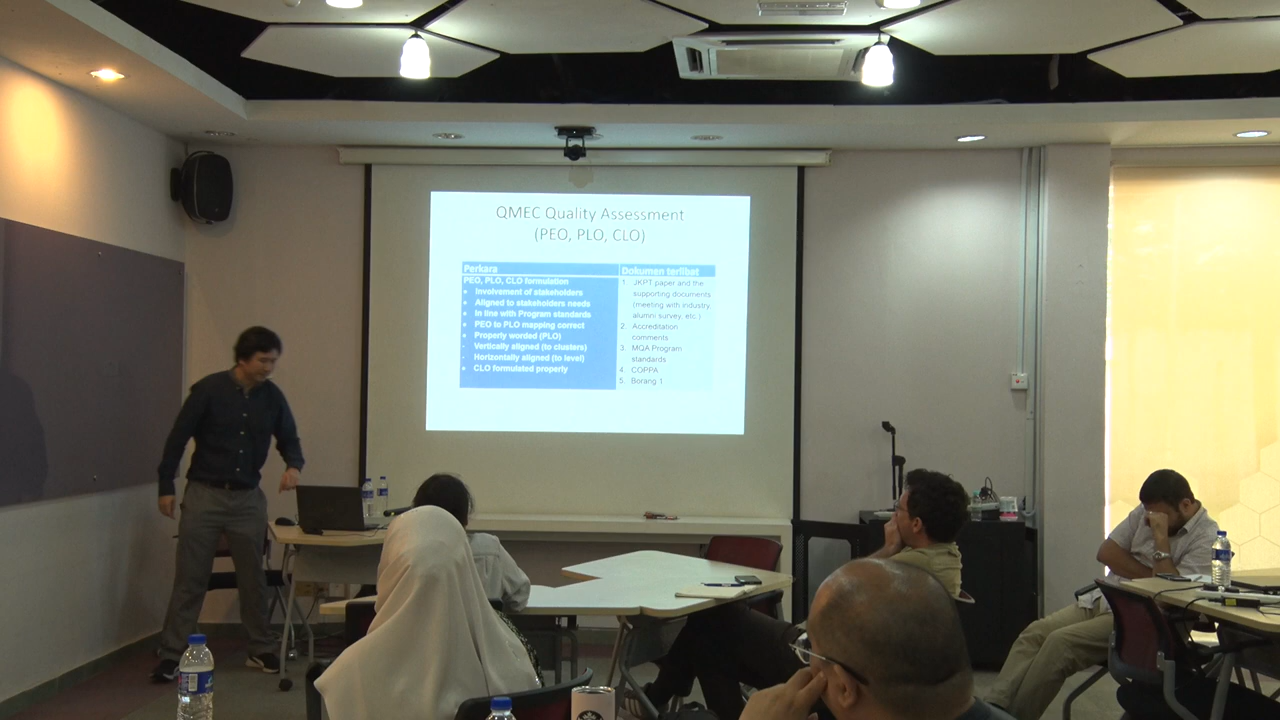 QMEC Quality Assessment
(PEO, PLO, CLO)
Perkara
PEO, PLO, CLO formulation
• Involvement of stakeholders
• Aligned to stakeholders needs
• In line with Program standards
• PEO to PLO mapping correct
• Properly worded (PLO)
- Vertically aligned (to clusters)
- Horizontally aligned (to level)
• CLO formulated properly
Dokumen terlibat
1. JKPT paper and the
supporting documents
(meeting with industry,
alumni survey, etc.)
2. Accreditation
comments
3. MQA Program
standards
4. COPPA
5. Borang 1